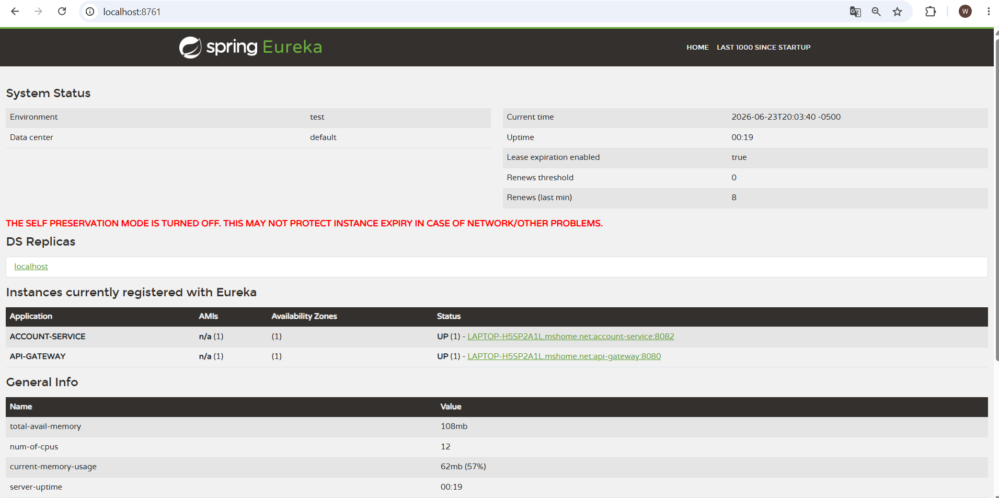 localhost:8761
W
spring Eureka
HOME LAST 1000 SINCE STARTUP
System Status
Environment test
Data center default
Current time 2026-06-23T20:03:40 -0500
Uptime 00:19
Lease expiration enabled true
Renews threshold 0
Renews (last min) 8
THE SELF PRESERVATION MODE IS TURNED OFF. THIS MAY NOT PROTECT INSTANCE EXPIRY IN CASE OF NETWORK/OTHER PROBLEMS.
DS Replicas
localhost
Instances currently registered with Eureka
Application AMIs Availability Zones Status
ACCOUNT-SERVICE n/a (1) (1) UP (1) - LAPTOP-H5SP2A1L.mshome.net:account-service:8082
API-GATEWAY n/a (1) (1) UP (1) - LAPTOP-H5SP2A1L.mshome.net:api-gateway:8080
General Info
Name Value
total-avail-memory 108mb
num-of-cpus 12
current-memory-usage 62mb (57%)
server-uptime 00:19